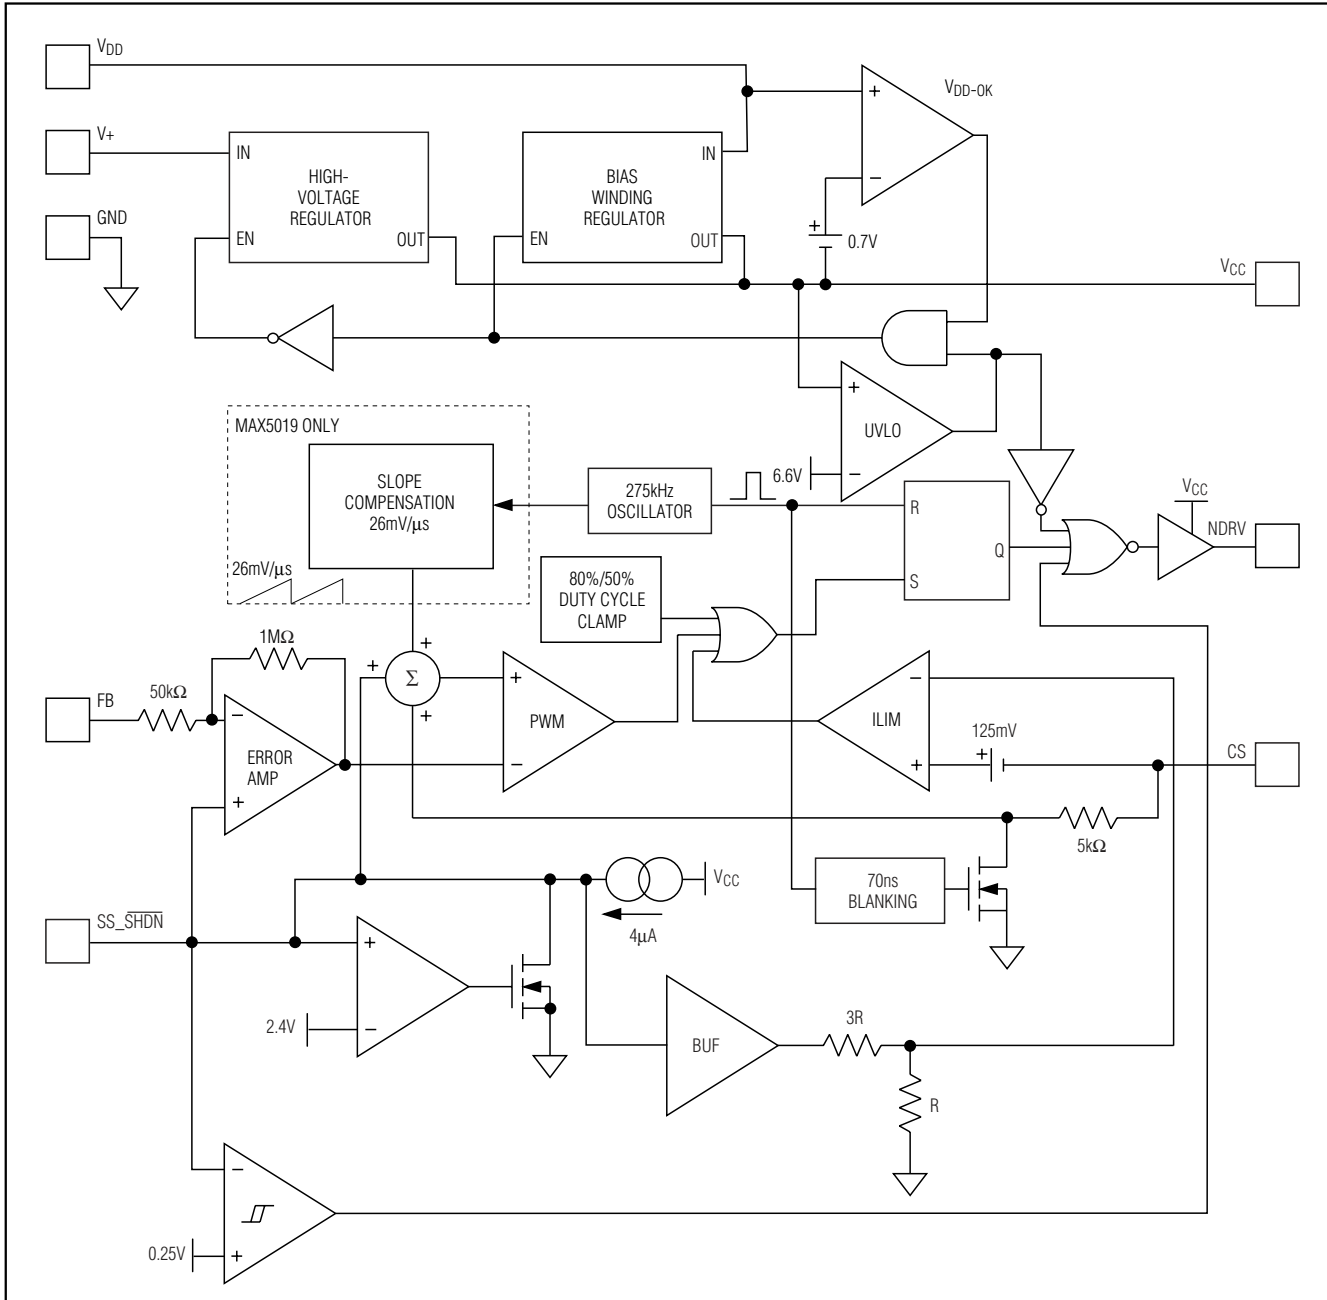 VDD
VDD-OK
V+
IN
HIGH-
VOLTAGE
REGULATOR
EN
OUT
IN
BIAS
WINDING
REGULATOR
EN
OUT
+
−
+
0.7V
GND
VCC
MAX5019 ONLY
SLOPE
COMPENSATION
26mV/µs
26mV/µs
275kHz
OSCILLATOR
+
UVLO
−
6.6V
R
Q
S
VCC
NDRV
80%/50%
DUTY CYCLE
CLAMP
1MΩ
+
+
Σ
+
FB
50kΩ
−
ERROR
AMP
+
+
PWM
−
−
ILIM
+
125mV
+
CS
5kΩ
70ns
BLANKING
VCC
4µA
SS_SHDN
+
−
2.4V
BUF
3R
R
−
+
0.25V